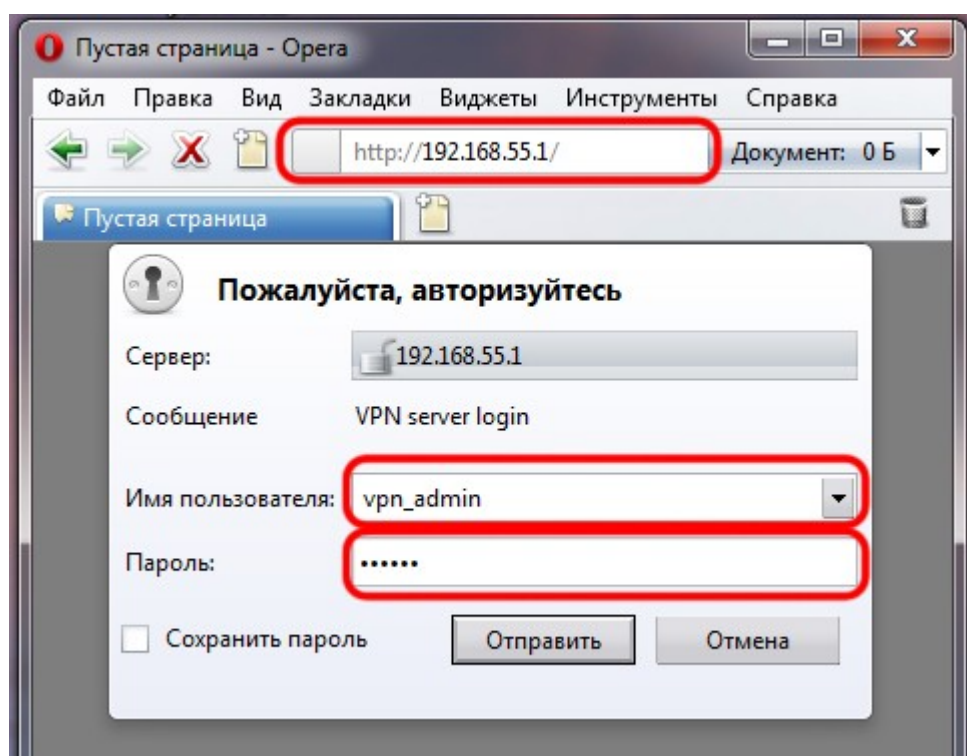 Пустая страница - Opera
Файл Правка Вид Закладки Виджеты Инструменты Справка
http://192.168.55.1/ Документ: 0 Б
Пустая страница
Пожалуйста, авторизуйтесь
Сервер: 192.168.55.1
Сообщение VPN server login
Имя пользователя: vpn_admin
Пароль: ••••••
Сохранить пароль Отправить Отмена